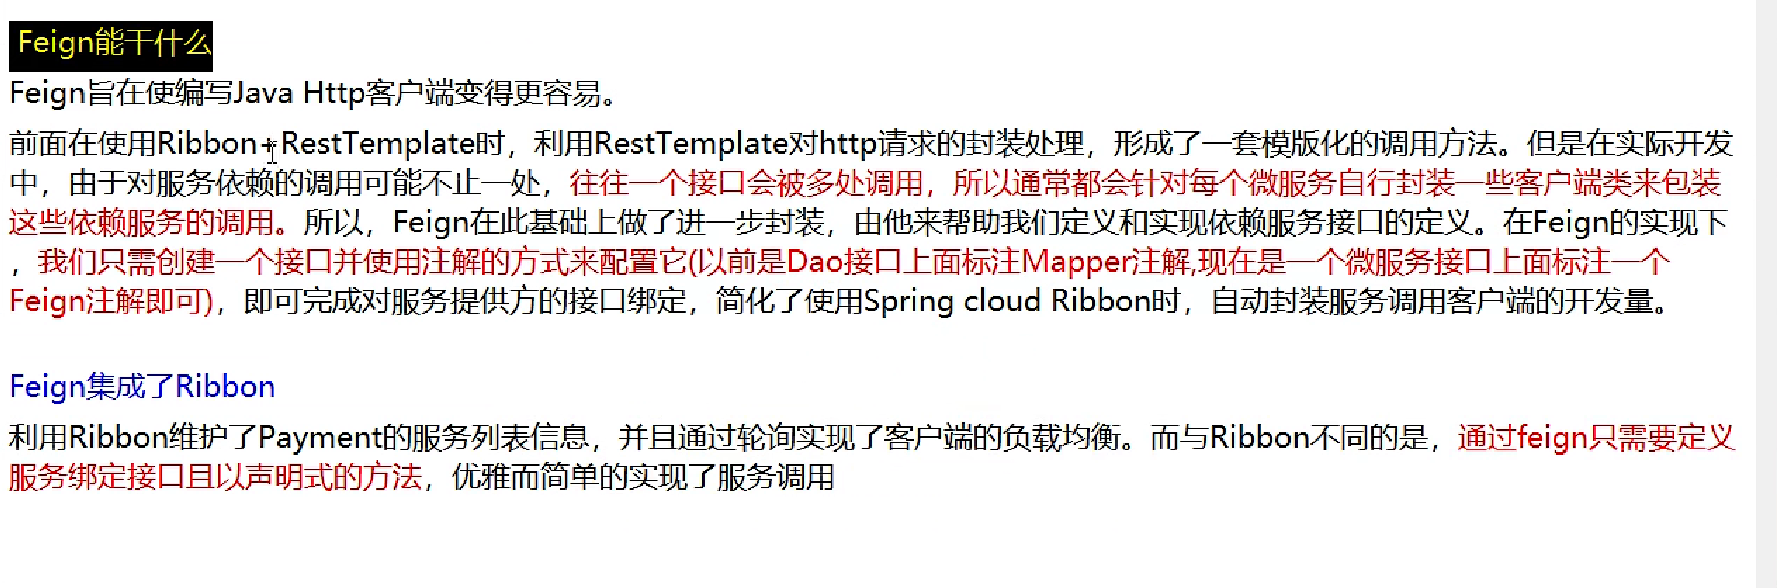 Feign能干什么
Feign旨在使编写Java Http客户端变得更容易。
前面在使用Ribbon+RestTemplate时，利用RestTemplate对http请求的封装处理，形成了一套模版化的调用方法。但是在实际开发
中，由于对服务依赖的调用可能不止一处，往往一个接口会被多处调用，所以通常都会针对每个微服务自行封装一些客户端类来包装
这些依赖服务的调用。所以，Feign在此基础上做了进一步封装，由他来帮助我们定义和实现依赖服务接口的定义。在Feign的实现下
，我们只需创建一个接口并使用注解的方式来配置它(以前是Dao接口上面标注Mapper注解,现在是一个微服务接口上面标注一个
Feign注解即可)，即可完成对服务提供方的接口绑定，简化了使用Spring cloud Ribbon时，自动封装服务调用客户端的开发量。
Feign集成了Ribbon
利用Ribbon维护了Payment的服务列表信息，并且通过轮询实现了客户端的负载均衡。而与Ribbon不同的是，通过feign只需要定义
服务绑定接口且以声明式的方法，优雅而简单的实现了服务调用